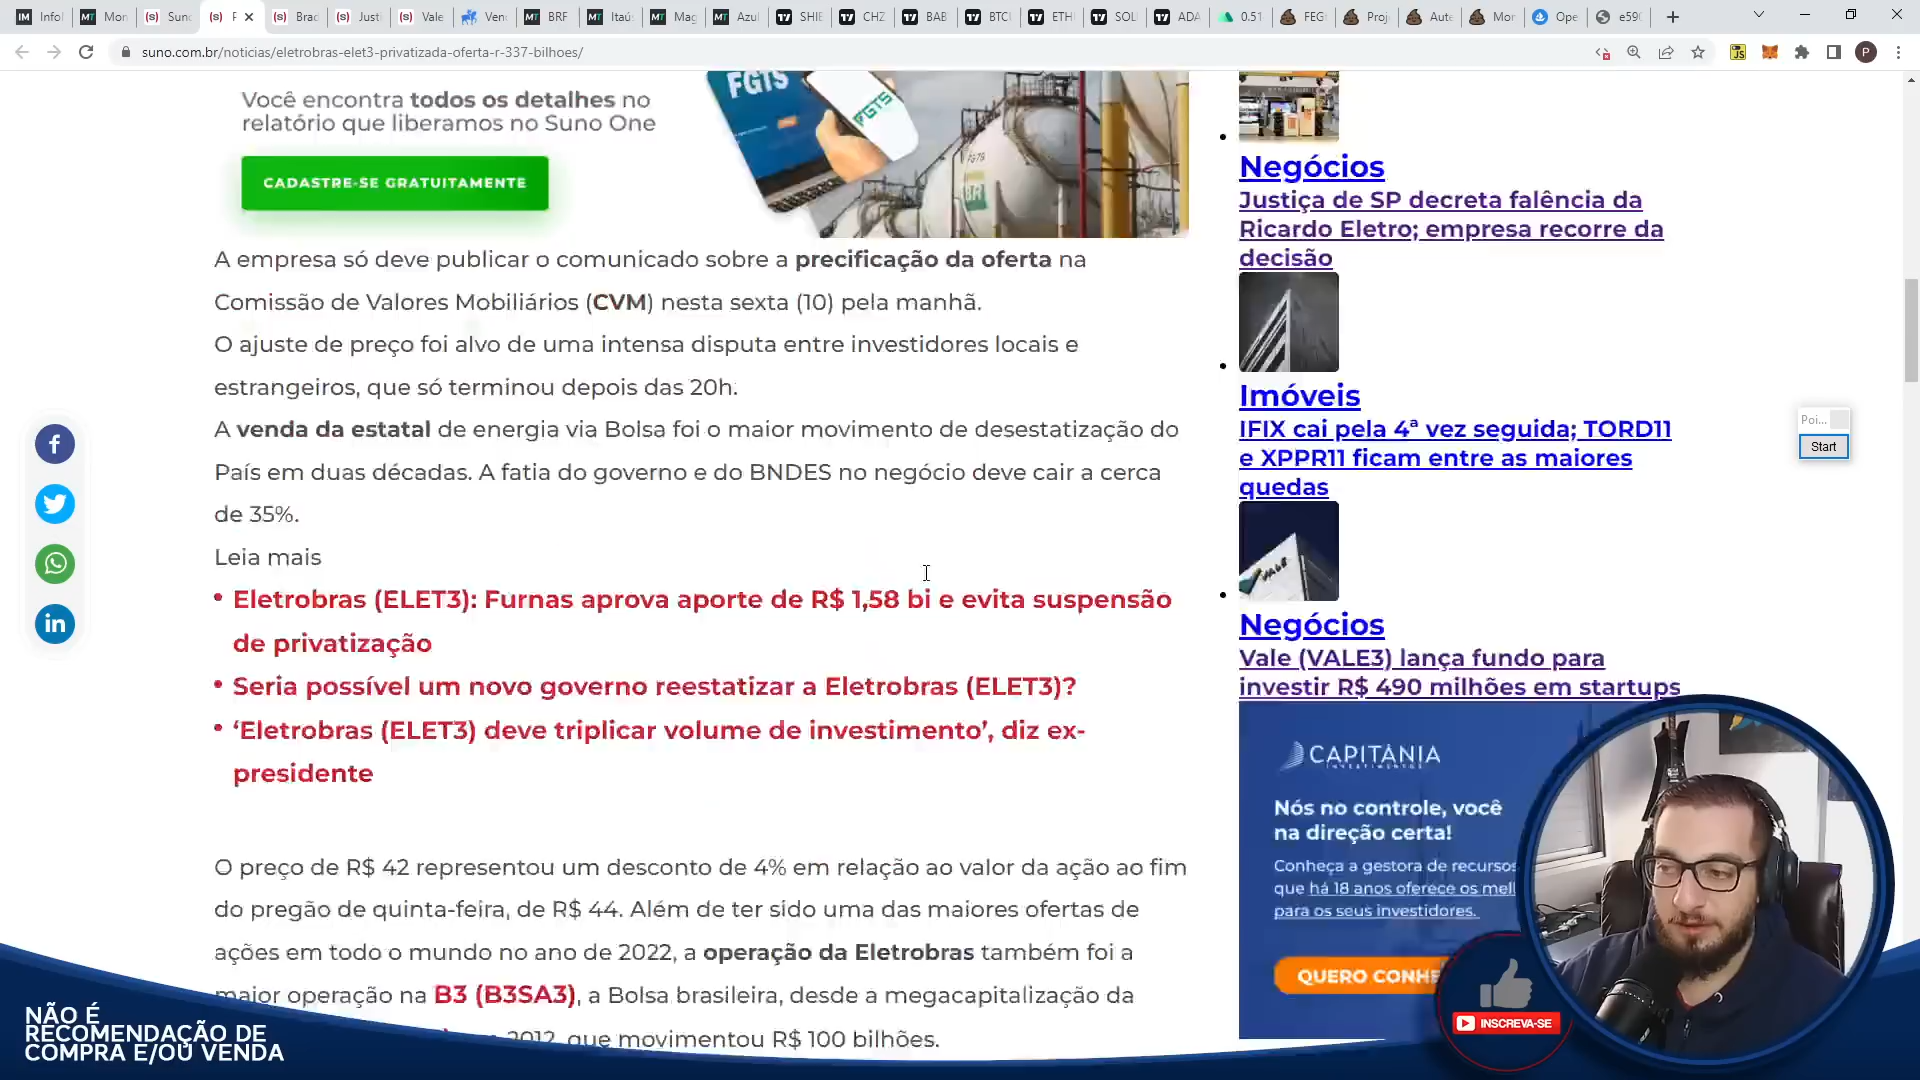 Infol
Mon
Sunc
F
Brac
Just
Vale
Vend
BRF
Itaú
Mag
Azul
SHIE
CHZ
BAB
BTCI
ETHI
SOL
ADA
0.51
FEG
Proj
Aute
Mor
Ope
e590
suno.com.br/noticias/eletrobras-elet3-privatizada-oferta-r-337-bilhoes/
P
Você encontra todos os detalhes no
relatório que liberamos no Suno One
CADASTRE-SE GRATUITAMENTE
FGTS
FGTS
BR
A empresa só deve publicar o comunicado sobre a precificação da oferta na
Comissão de Valores Mobiliários (CVM) nesta sexta (10) pela manhã.
O ajuste de preço foi alvo de uma intensa disputa entre investidores locais e
estrangeiros, que só terminou depois das 20h.
A venda da estatal de energia via Bolsa foi o maior movimento de desestatização do
País em duas décadas. A fatia do governo e do BNDES no negócio deve cair a cerca
de 35%.
Leia mais
• Eletrobras (ELET3): Furnas aprova aporte de R$ 1,58 bi e evita suspensão
de privatização
• Seria possível um novo governo reestatizar a Eletrobras (ELET3)?
• ‘Eletrobras (ELET3) deve triplicar volume de investimento’, diz ex-
presidente
O preço de R$ 42 representou um desconto de 4% em relação ao valor da ação ao fim
do pregão de quinta-feira, de R$ 44. Além de ter sido uma das maiores ofertas de
ações em todo o mundo no ano de 2022, a operação da Eletrobras também foi a
maior operação na B3 (B3SA3), a Bolsa brasileira, desde a megacapitalização da
2012, que movimentou R$ 100 bilhões.
Negócios
Justiça de SP decreta falência da
Ricardo Eletro; empresa recorre da
decisão
Imóveis
IFIX cai pela 4ª vez seguida; TORD11
e XPPR11 ficam entre as maiores
quedas
VALE
Negócios
Vale (VALE3) lança fundo para
investir R$ 490 milhões em startups
CAPITÂNIA
INVESTIMENTOS
Nós no controle, você
na direção certa!
Conheça a gestora de recursos
que há 18 anos oferece os mel
para os seus investidores.
QUERO CONHE
Poi...
Start
INSCREVA-SE
NÃO É
RECOMENDAÇÃO DE
COMPRA E/OU VENDA